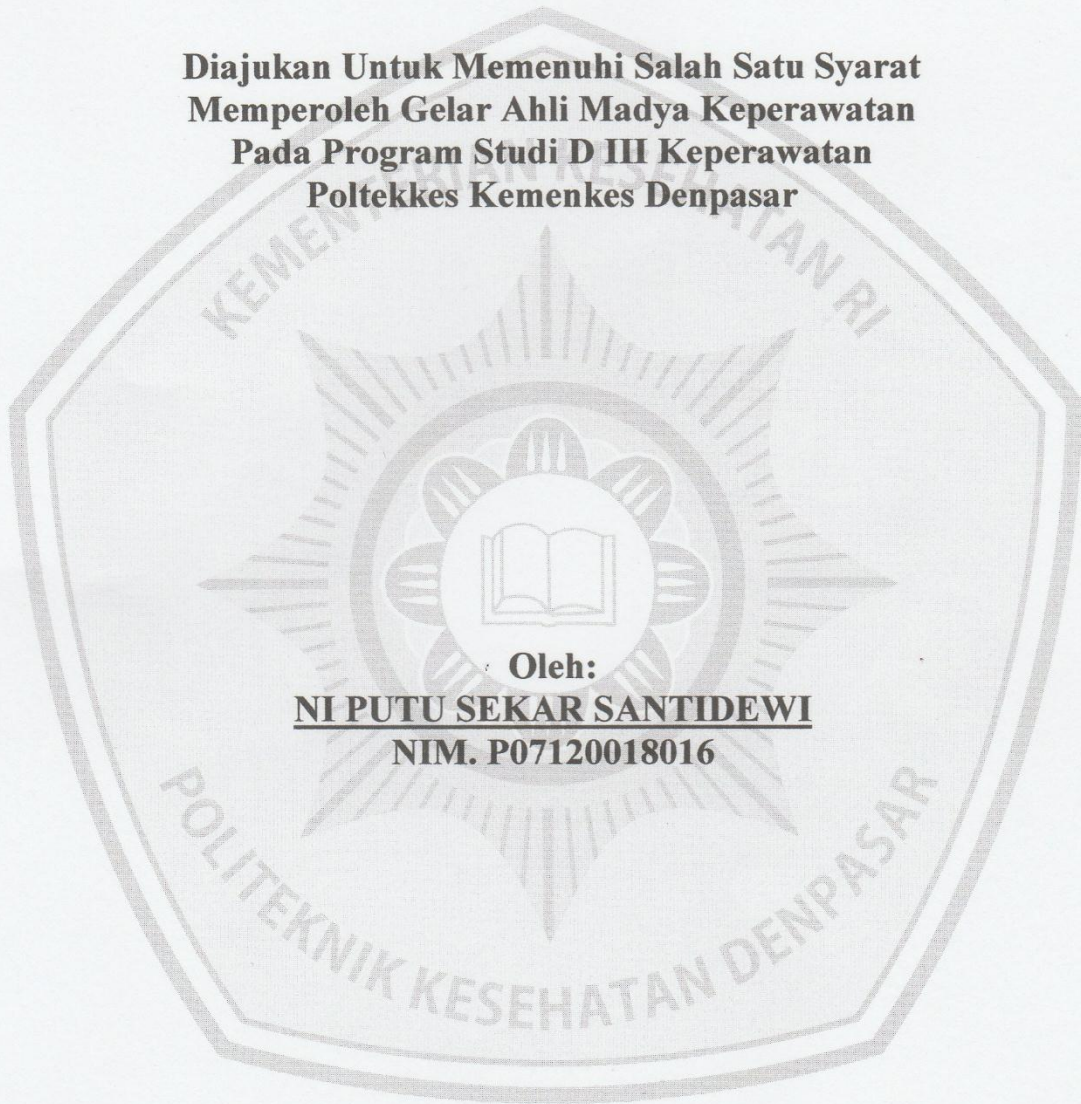 Diajukan Untuk Memenuhi Salah Satu Syarat
Memperoleh Gelar Ahli Madya Keperawatan
Pada Program Studi D III Keperawatan
Poltekkes Kemenkes Denpasar
KEMENTERIAN KESEHATAN RI
Oleh:
NI PUTU SEKAR SANTIDEWI
NIM. P07120018016
POLITEKNIK KESEHATAN DENPASAR